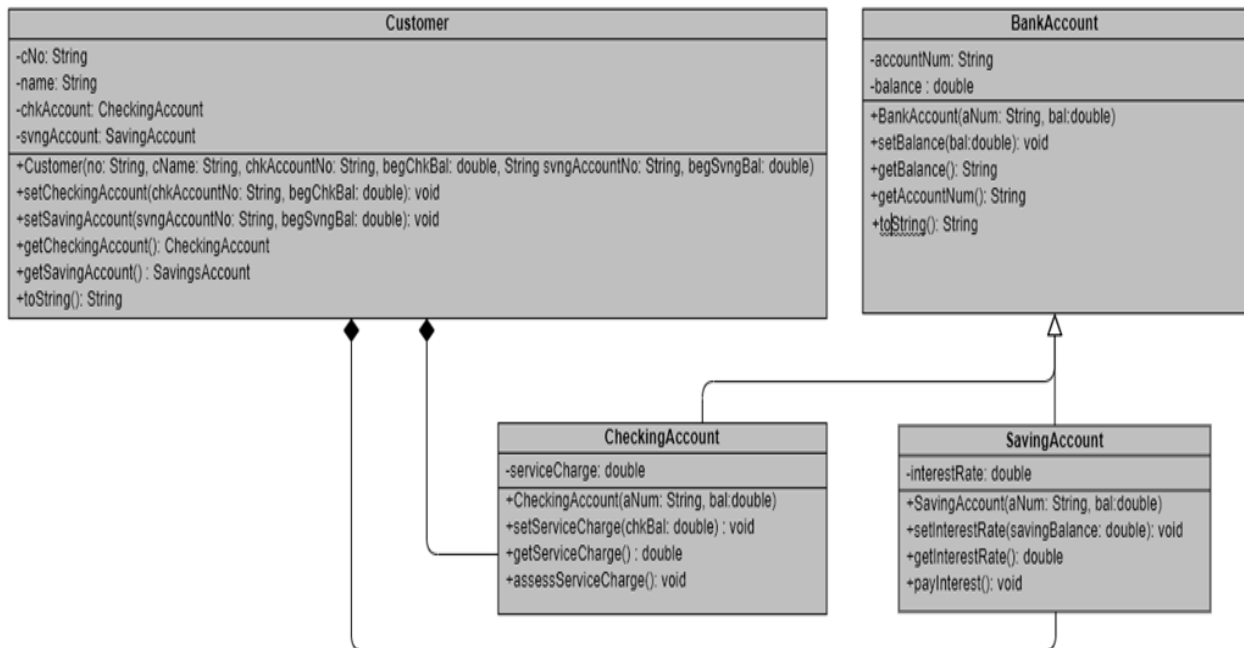 Customer
-cNo: String
-name: String
-chkAccount: CheckingAccount
-svngAccount: SavingAccount
+Customer(no: String, cName: String, chkAccountNo: String, begChkBal: double, String svngAccountNo: String, begSvngBal: double)
+setCheckingAccount(chkAccountNo: String, begChkBal: double): void
+setSavingAccount(svngAccountNo: String, begSvngBal: double): void
+getCheckingAccount(): CheckingAccount
+getSavingAccount() : SavingsAccount
+toString(): String
BankAccount
-accountNum: String
-balance : double
+BankAccount(aNum: String, bal:double)
+setBalance(bal:double): void
+getBalance(): String
+getAccountNum(): String
+toString(): String
CheckingAccount
-serviceCharge: double
+CheckingAccount(aNum: String, bal:double)
+setServiceCharge(chkBal: double) : void
+getServiceCharge() : double
+assessServiceCharge(): void
SavingAccount
-interestRate: double
+SavingAccount(aNum: String, bal:double)
+setInterestRate(savingBalance: double): void
+getInterestRate(): double
+payInterest(): void